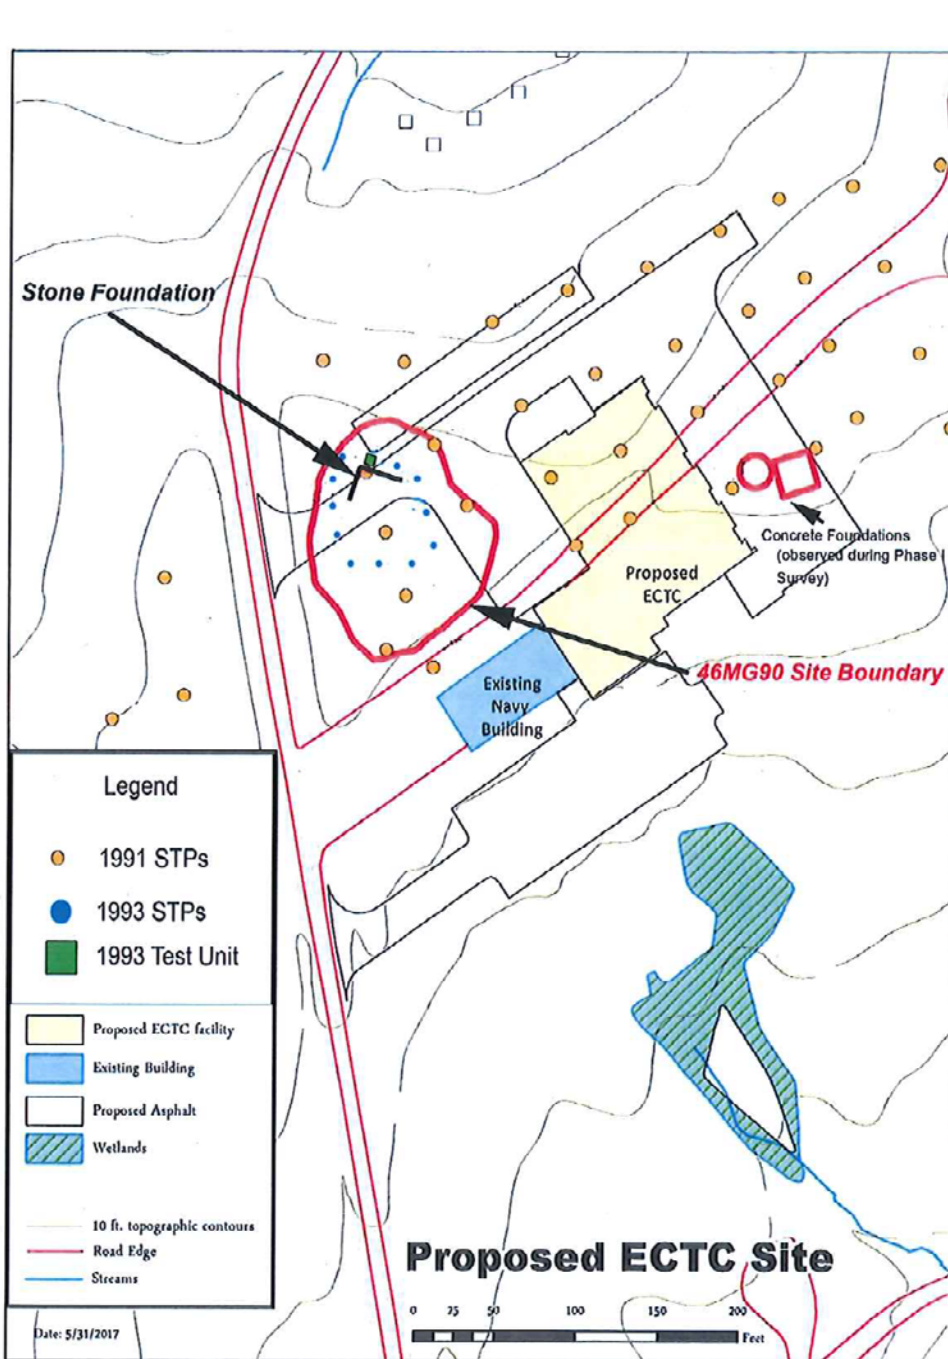 Stone Foundation
Concrete Foundations
(observed during Phase I
Survey)
Proposed
ECTC
46MG90 Site Boundary
Existing
Navy
Building
Legend
1991 STPs
1993 STPs
1993 Test Unit
Proposed ECTC facility
Existing Building
Proposed Asphalt
Wetlands
10 ft. topographic contours
Road Edge
Streams
Proposed ECTC Site
0 25 50 100 150 200
Feet
Date: 5/31/2017